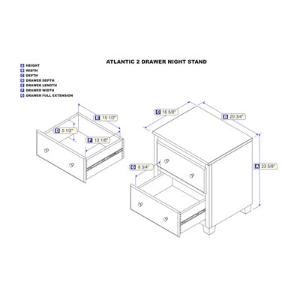 ATLANTIC 2 DRAWER NIGHT STAND
A HEIGHT
B WIDTH
C DEPTH
D DRAWER DEPTH
E DRAWER LENGTH
F DRAWER WIDTH
G DRAWER FULL EXTENSION
E 15 1/2"
D 5 1/2"
F 13 1/8"
C 16 5/8"
B 20 3/4"
G 8 3/4"
A 23 5/8"